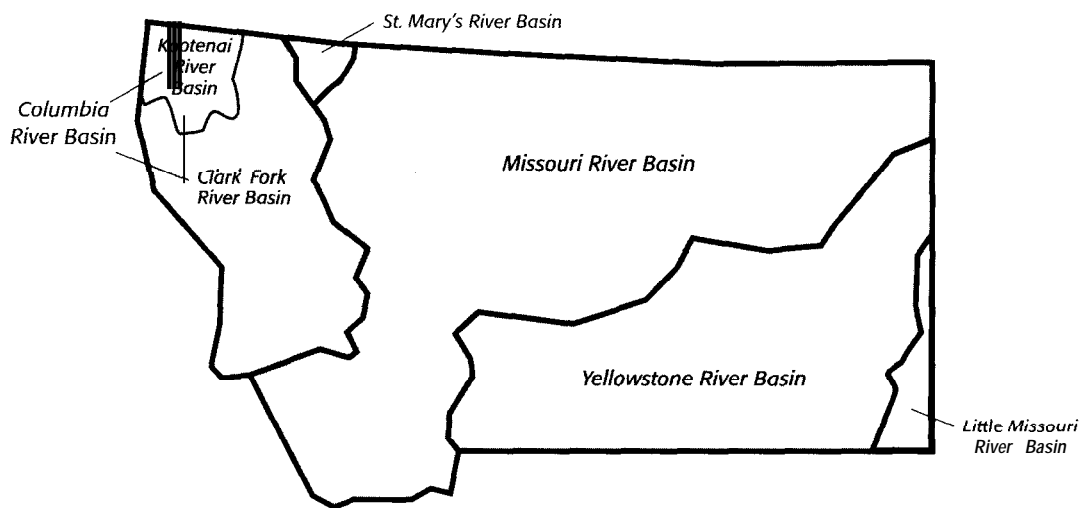 St. Mary's River Basin
Kootenai
River
Basin
Columbia
River Basin
Clark Fork
River Basin
Missouri River Basin
Yellowstone River Basin
Little Missouri
River Basin